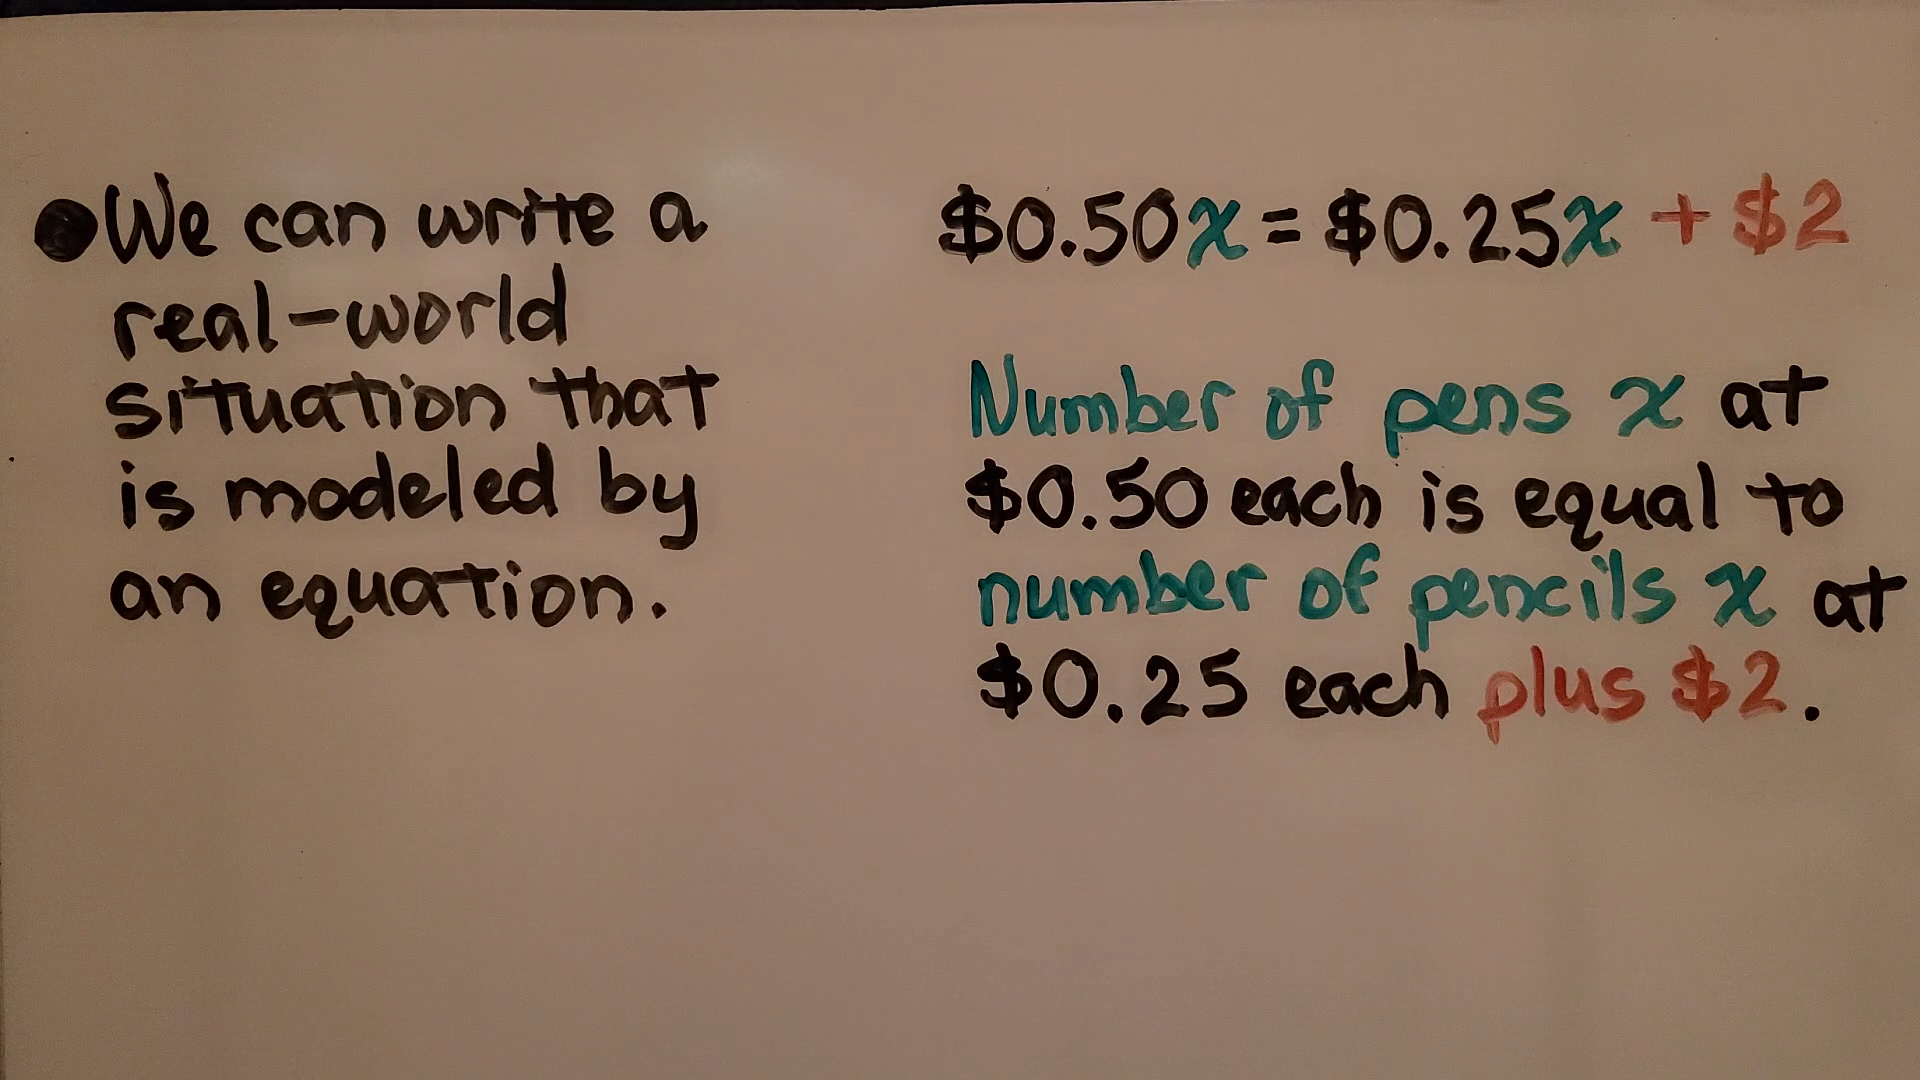 ● We can write a
real-world
situation that
is modeled by
an equation.
$0.50x = $0.25x + $2
Number of pens x at
$0.50 each is equal to
number of pencils x at
$0.25 each plus $2.